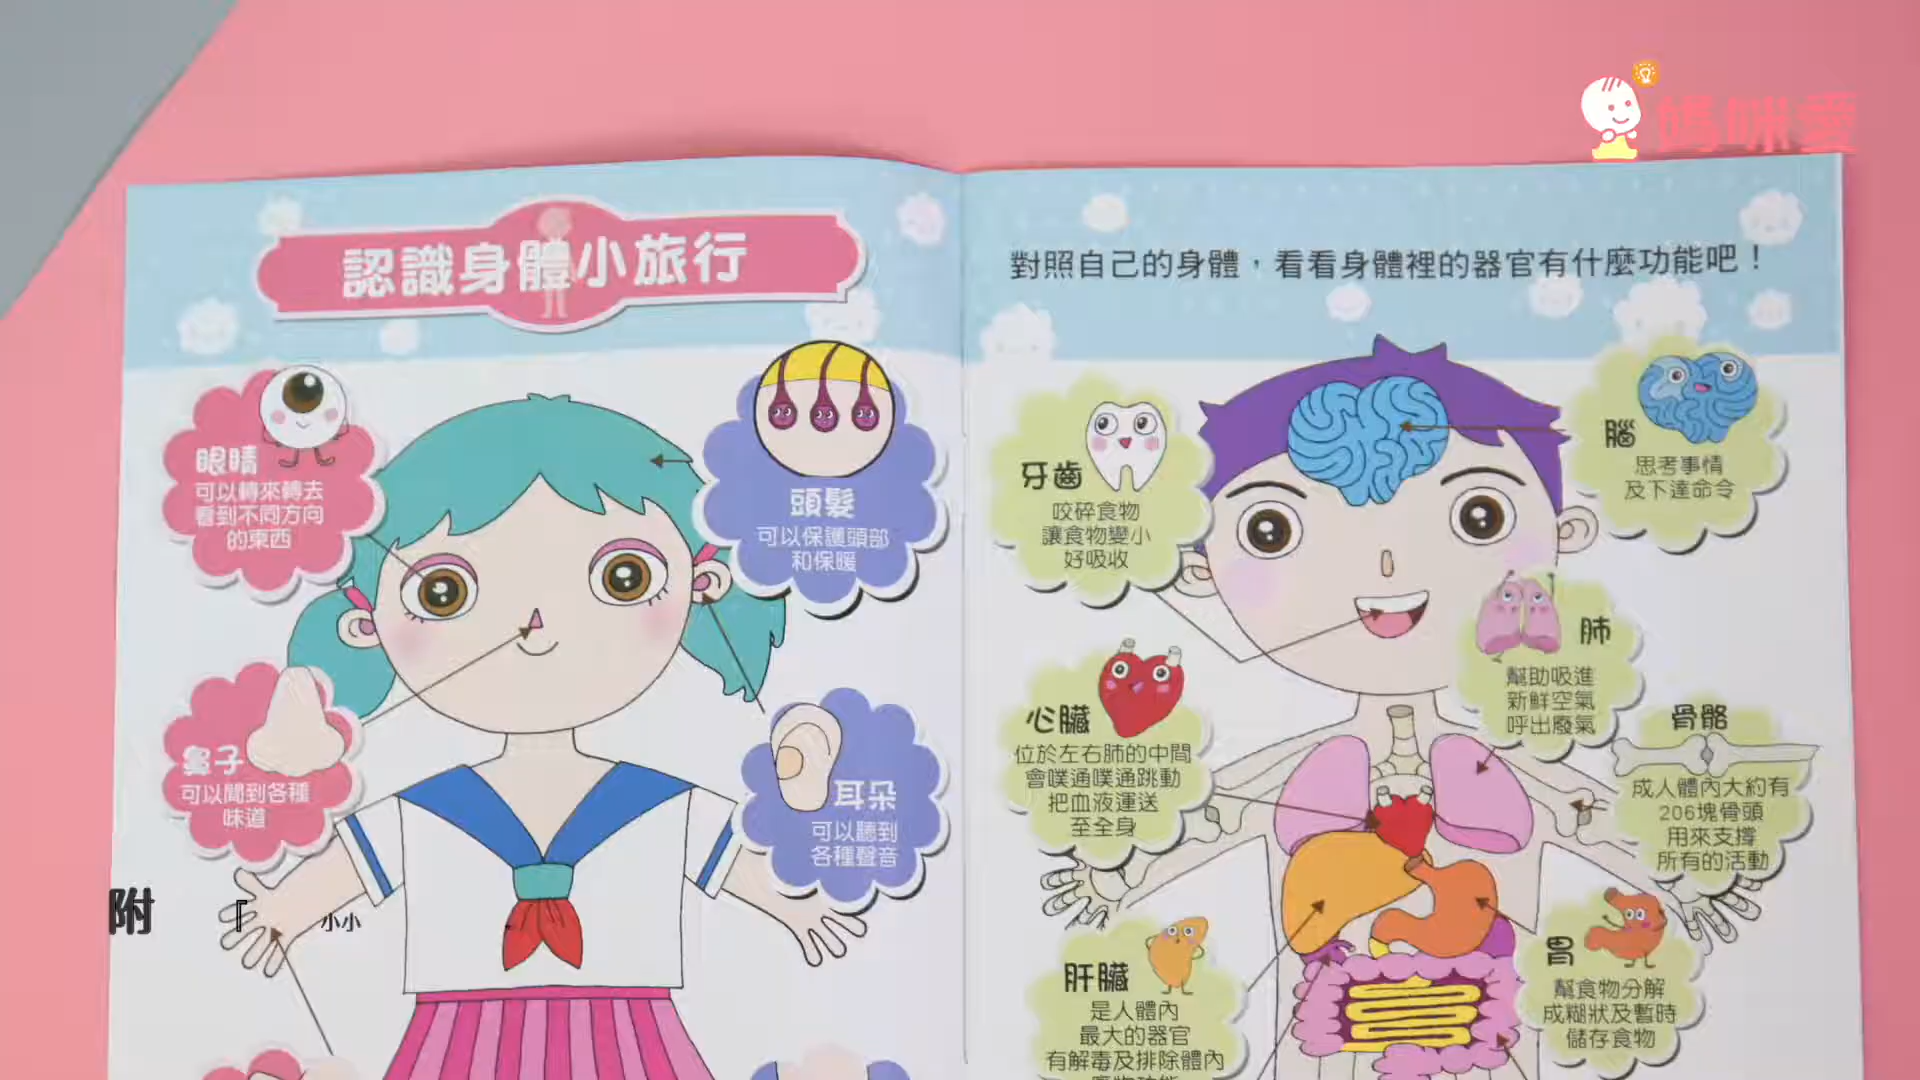 媽咪愛
認識身體小旅行
對照自己的身體，看看身體裡的器官有什麼功能吧！
眼睛
可以轉來轉去
看到不同方向
的東西
頭髮
可以保護頭部
和保暖
鼻子
可以聞到各種
味道
耳朵
可以聽到
各種聲音
牙齒
咬碎食物
讓食物變小
好吸收
腦
思考事情
及下達命令
肺
幫助吸進
新鮮空氣
呼出廢氣
心臟
位於左右肺的中間
會噗通噗通跳動
把血液運送
至全身
骨骼
成人體內大約有
206塊骨頭
用來支撐
所有的活動
肝臟
是人體內
最大的器官
有解毒及排除體內
胃
幫食物分解
成糊狀及暫時
儲存食物
附 『 小小